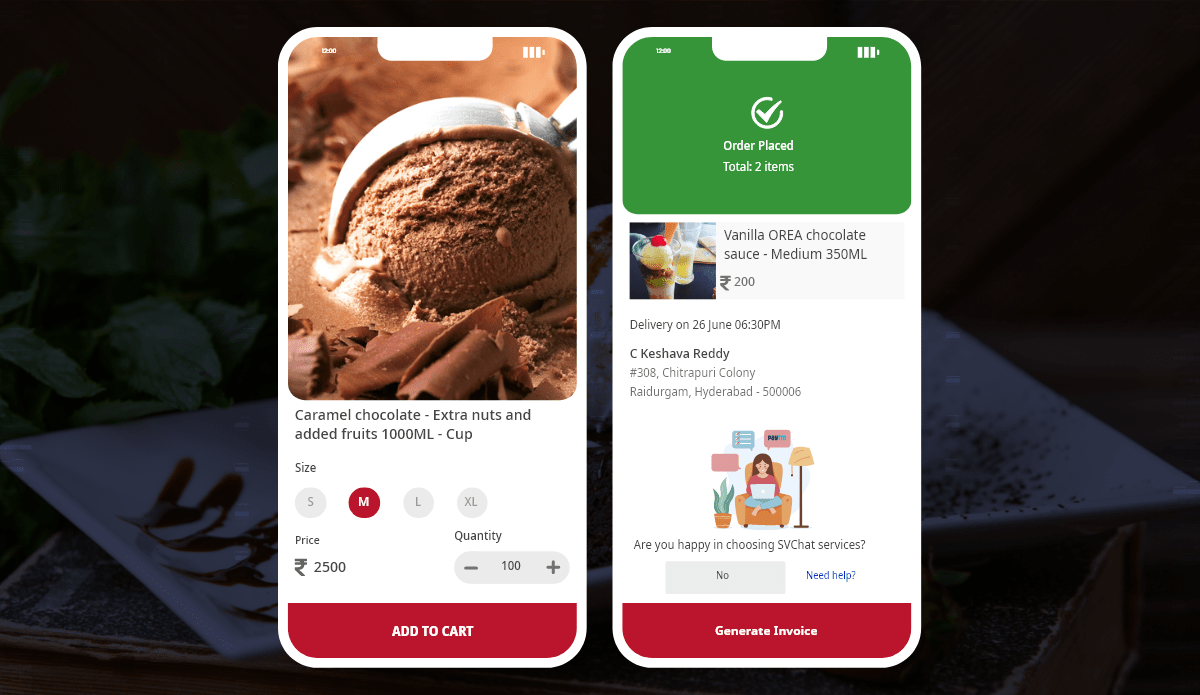 12:00
Caramel chocolate - Extra nuts and
added fruits 1000ML - Cup
Size
S M L XL
Price
₹ 2500
Quantity
100
ADD TO CART
12:00
Order Placed
Total: 2 items
Vanilla OREA chocolate
sauce - Medium 350ML
₹ 200
Delivery on 26 June 06:30PM
C Keshava Reddy
#308, Chitrapuri Colony
Raidurgam, Hyderabad - 500006
PAYTM
Are you happy in choosing SVChat services?
No Need help?
Generate Invoice